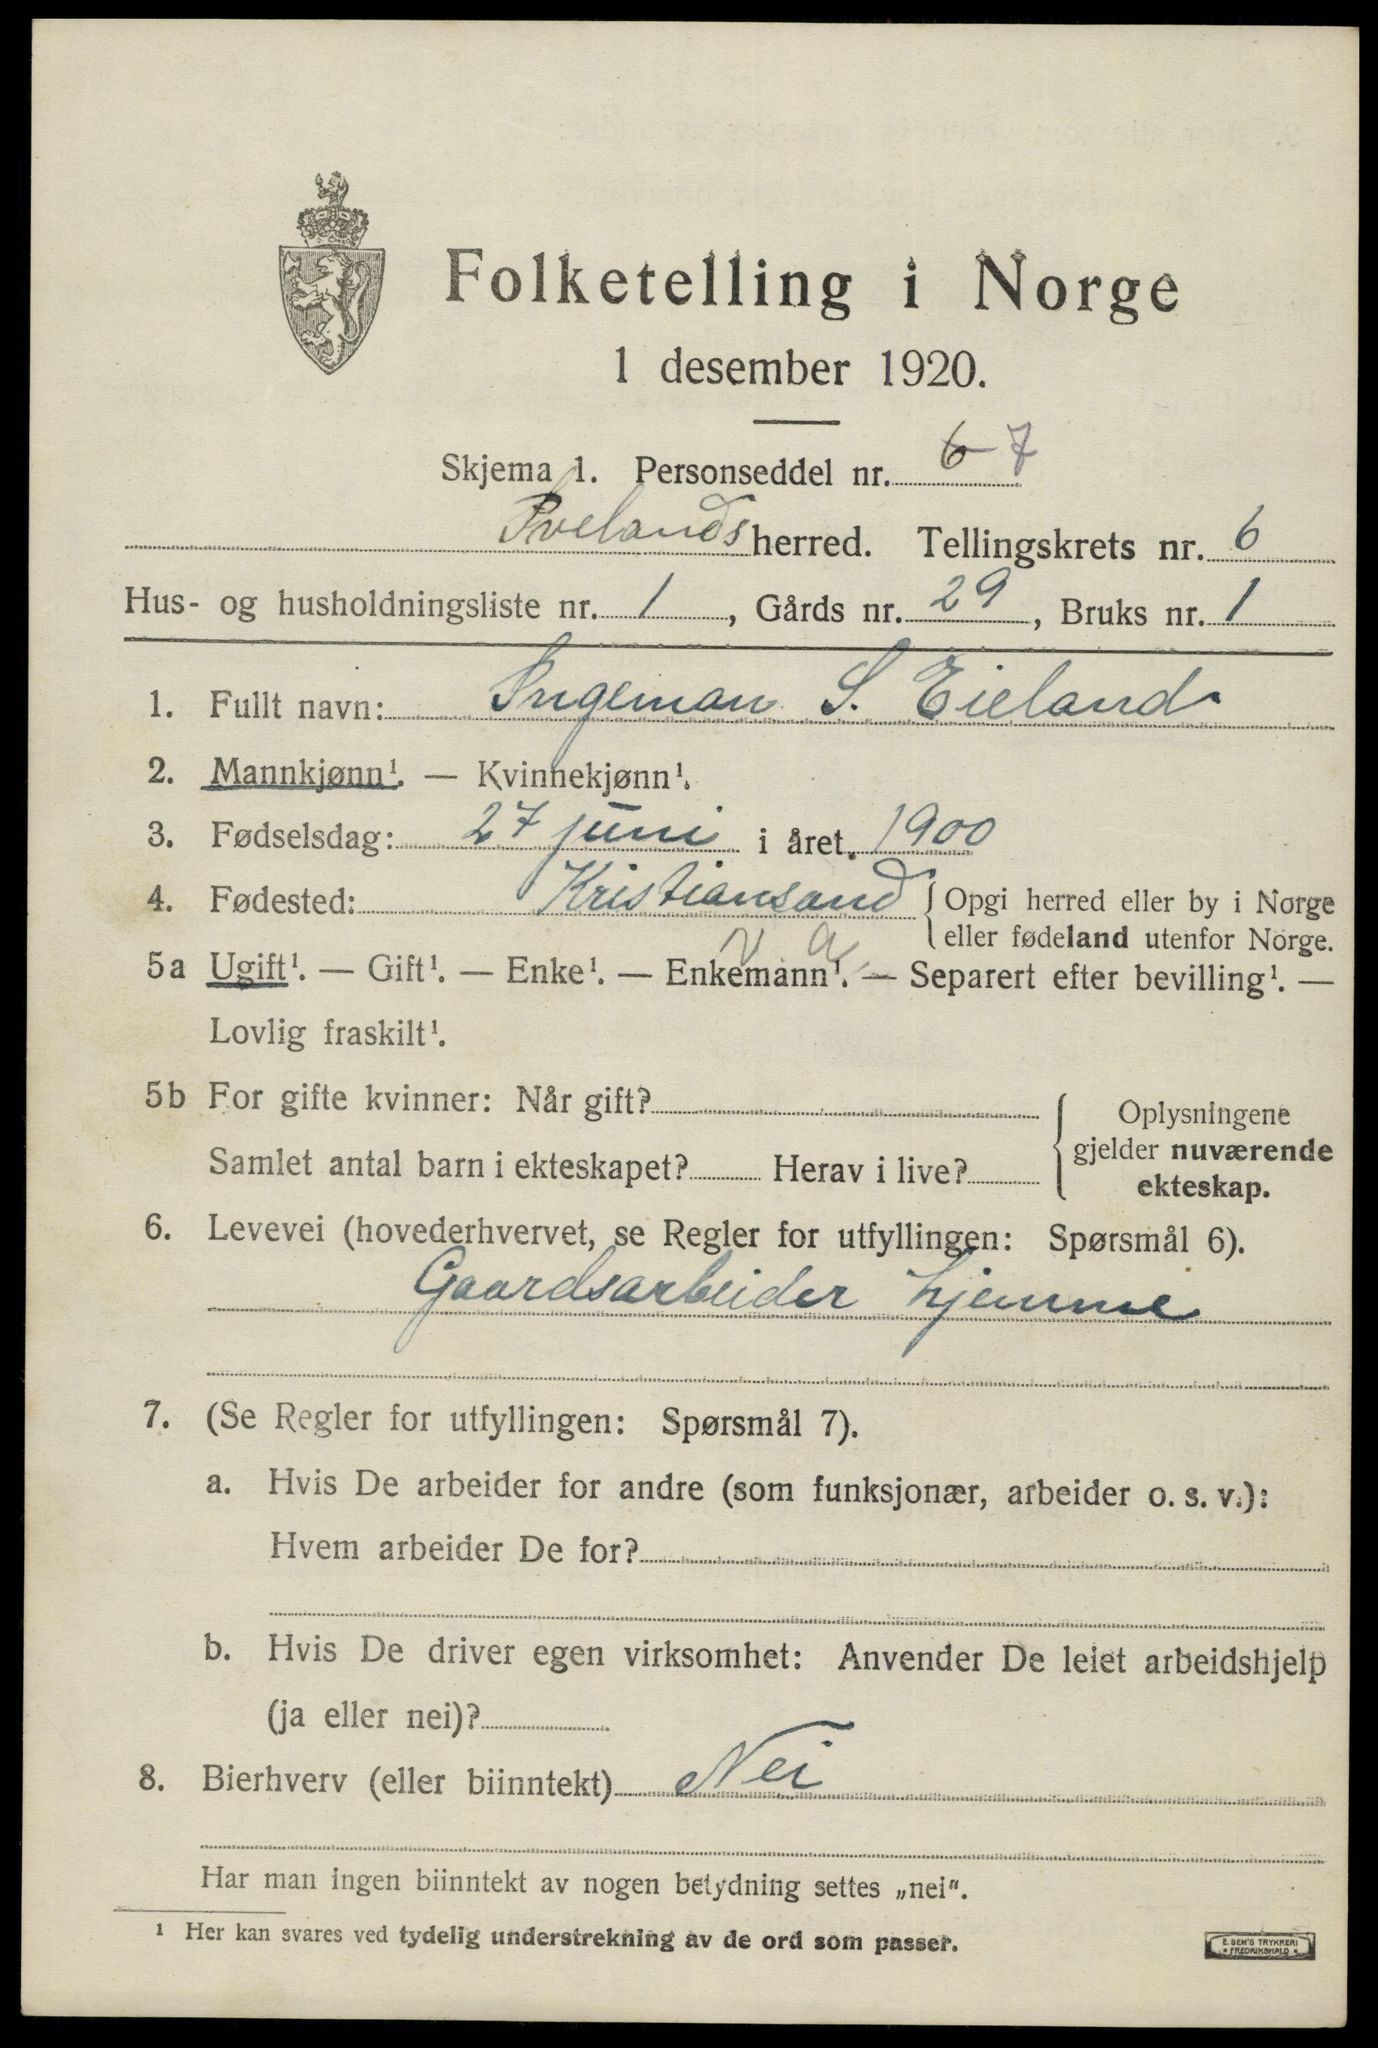 Folketelling i Norge
1 desember 1920.
Skjema 1. Personseddel nr. 6 7
Ivelands herred. Tellingskrets nr. 6
Hus- og husholdningsliste nr. 1, Gårds nr. 29, Bruks nr. 1
1. Fullt navn: Ingeman S. Eieland
2. Mannkjønn¹. — Kvinnekjønn¹.
3. Fødselsdag: 27 juni i året 1900
4. Fødested: Kristiansand { Opgi herred eller by i Norge
eller fødeland utenfor Norge.
v a
5a Ugift¹. — Gift¹. — Enke¹. — Enkemann¹. — Separert efter bevilling¹. —
Lovlig fraskilt¹.
5b For gifte kvinner: Når gift?
Samlet antal barn i ekteskapet? Herav i live?
Oplysningene
gjelder nuværende
ekteskap.
6. Levevei (hovederhvervet, se Regler for utfyllingen: Spørsmål 6).
Gaardsarbeider hjemme
7. (Se Regler for utfyllingen: Spørsmål 7).
a. Hvis De arbeider for andre (som funksjonær, arbeider o. s. v.):
Hvem arbeider De for?
b. Hvis De driver egen virksomhet: Anvender De leiet arbeidshjelp
(ja eller nei)?
8. Bierhverv (eller biinntekt) Nei
Har man ingen biinntekt av nogen betydning settes „nei".
¹ Her kan svares ved tydelig understrekning av de ord som passer.
E. SEM'S TRYKKERI
FREDRIKSHALD